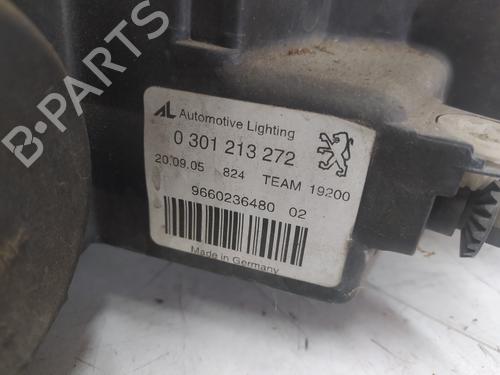 B-PARTS
AL Automotive Lighting
0 301 213 272
20.09.05 824 TEAM 19200
9660236480 02
Made in Germany